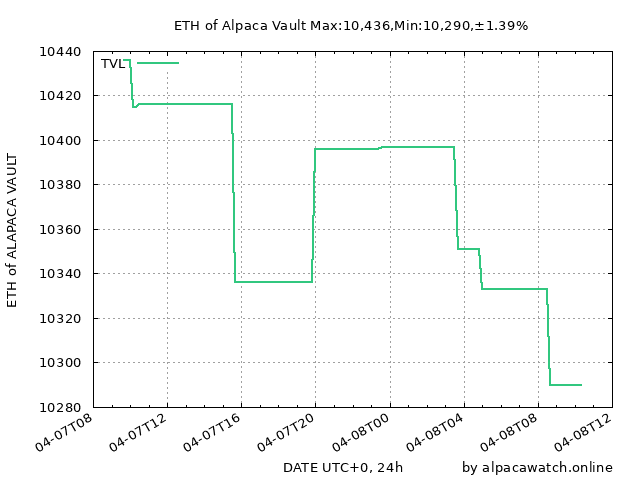 ETH of Alpaca Vault Max:10,436,Min:10,290,±1.39%
10440
10420
10400
10380
10360
10340
10320
10300
10280
ETH of ALAPACA VAULT
TVL
04-07T08
04-07T12
04-07T16
04-07T20
04-08T00
04-08T04
04-08T08
04-08T12
DATE UTC+0, 24h
by alpacawatch.online